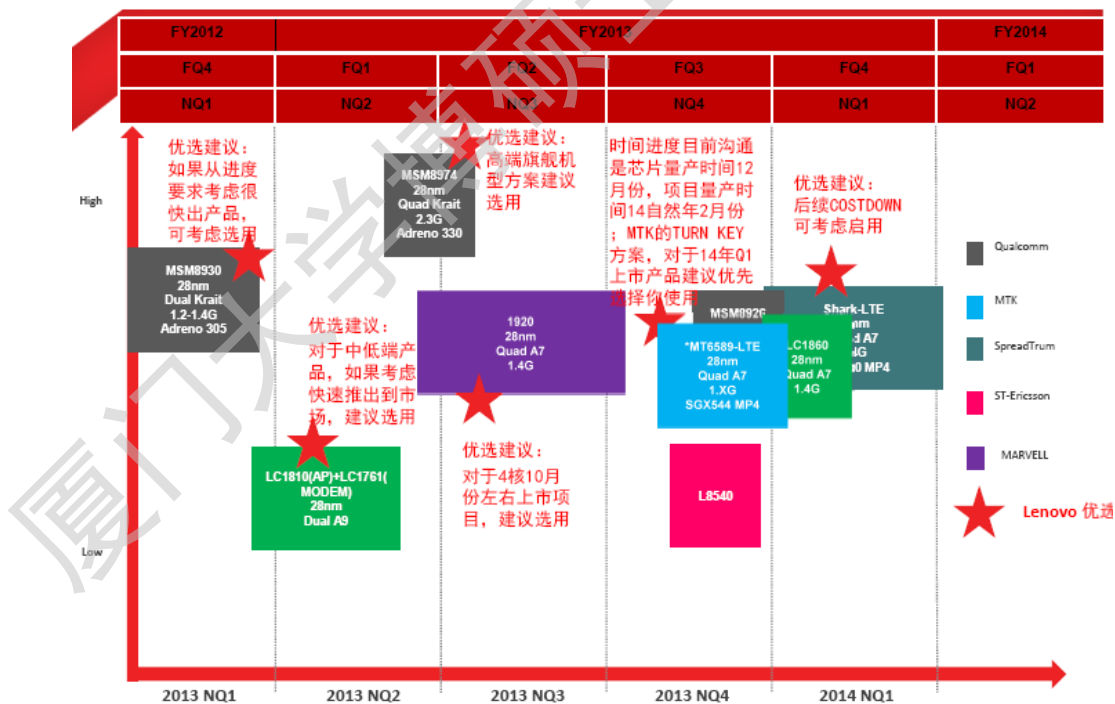 FY2012
FY2013
FY2014
FQ4
FQ1
FQ2
FQ3
FQ4
FQ1
NQ1
NQ2
NQ3
NQ4
NQ1
NQ2
High
Low
优选建议:
如果从进度
要求考虑很
快出产品,
可考虑选用
MSM8930
28nm
Dual Krait
1.2-1.4G
Adreno 305
优选建议:
对于中低端产
品, 如果考虑
快速推出到市
场, 建议选用
LC1810(AP)+LC1761(
MODEM)
28nm
Dual A9
MSM8974
28nm
Quad Krait
2.3G
Adreno 330
优选建议:
高端旗舰机
型方案建议
选用
1920
28nm
Quad A7
1.4G
优选建议:
对于4核10月
份左右上市项
目, 建议选用
时间进度目前沟通
是芯片量产时间12
月份, 项目量产时
间14自然年2月份
; MTK的TURN KEY
方案, 对于14年Q1
上市产品建议优先
选择你使用
MSM8926
*MT6589-LTE
28nm
Quad A7
1.XG
SGX544 MP4
L8540
优选建议:
后续COSTDOWN
可考虑启用
Shark-LTE
A7
MP4
LC1860
28nm
Quad A7
1.4G
Qualcomm
MTK
SpreadTrum
ST-Ericsson
MARVELL
Lenovo 优选
2013 NQ1
2013 NQ2
2013 NQ3
2013 NQ4
2014 NQ1
厦门大学博硕